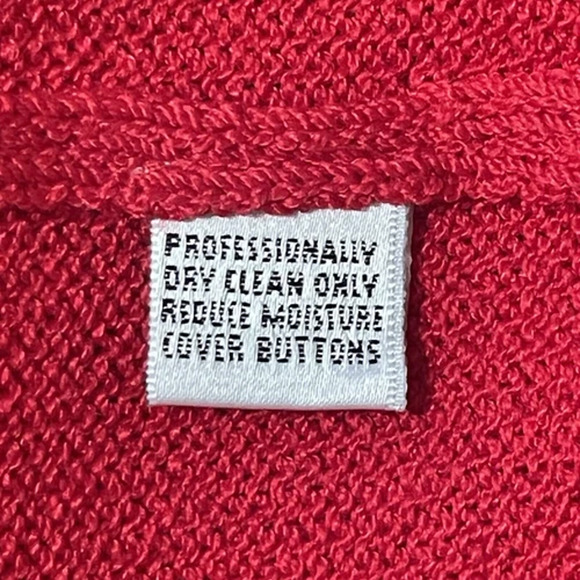 PROFESSIONALLY
DRY CLEAN ONLY
REDUCE MOISTURE
COVER BUTTONS